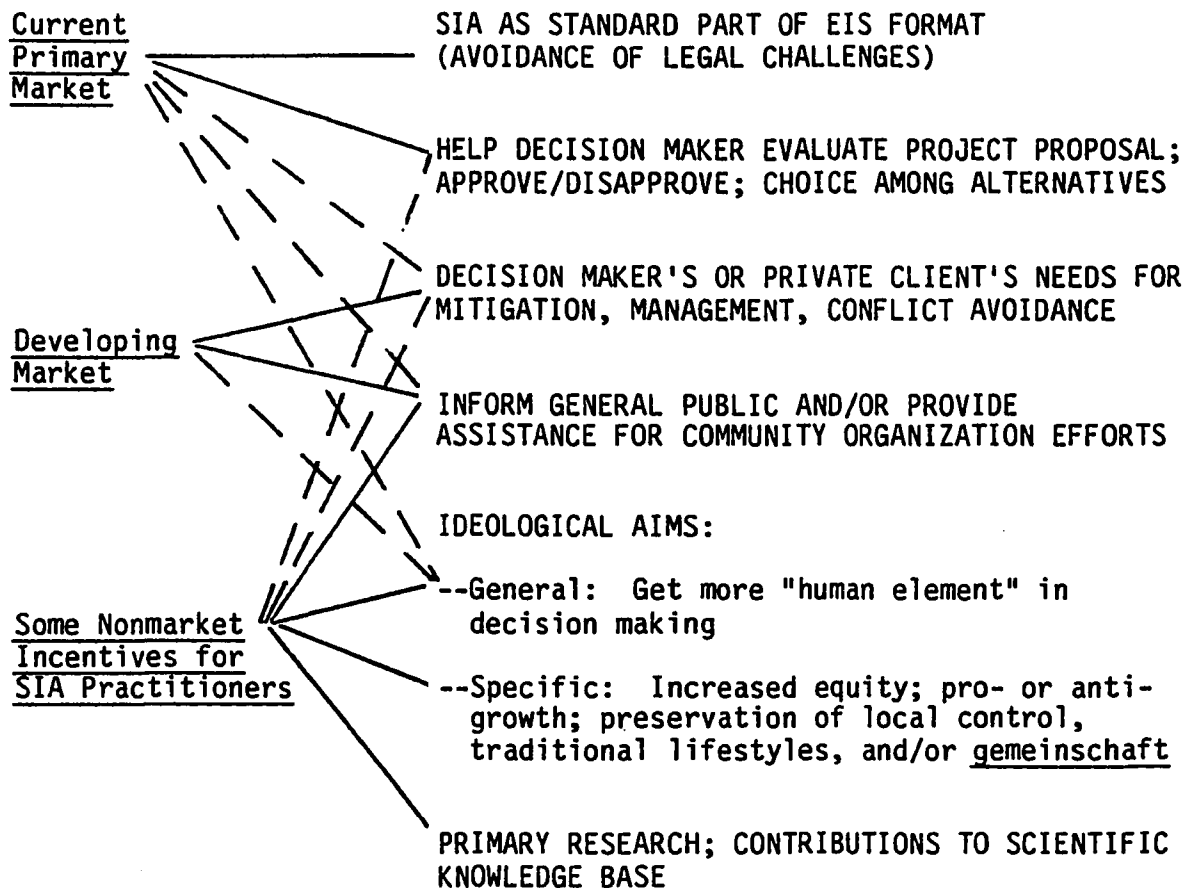 Current
Primary
Market
SIA AS STANDARD PART OF EIS FORMAT
(AVOIDANCE OF LEGAL CHALLENGES)
HELP DECISION MAKER EVALUATE PROJECT PROPOSAL;
APPROVE/DISAPPROVE; CHOICE AMONG ALTERNATIVES
DECISION MAKER'S OR PRIVATE CLIENT'S NEEDS FOR
MITIGATION, MANAGEMENT, CONFLICT AVOIDANCE
Developing
Market
INFORM GENERAL PUBLIC AND/OR PROVIDE
ASSISTANCE FOR COMMUNITY ORGANIZATION EFFORTS
IDEOLOGICAL AIMS:
--General: Get more "human element" in
decision making
Some Nonmarket
Incentives for
SIA Practitioners
--Specific: Increased equity; pro- or anti-
growth; preservation of local control,
traditional lifestyles, and/or gemeinschaft
PRIMARY RESEARCH; CONTRIBUTIONS TO SCIENTIFIC
KNOWLEDGE BASE